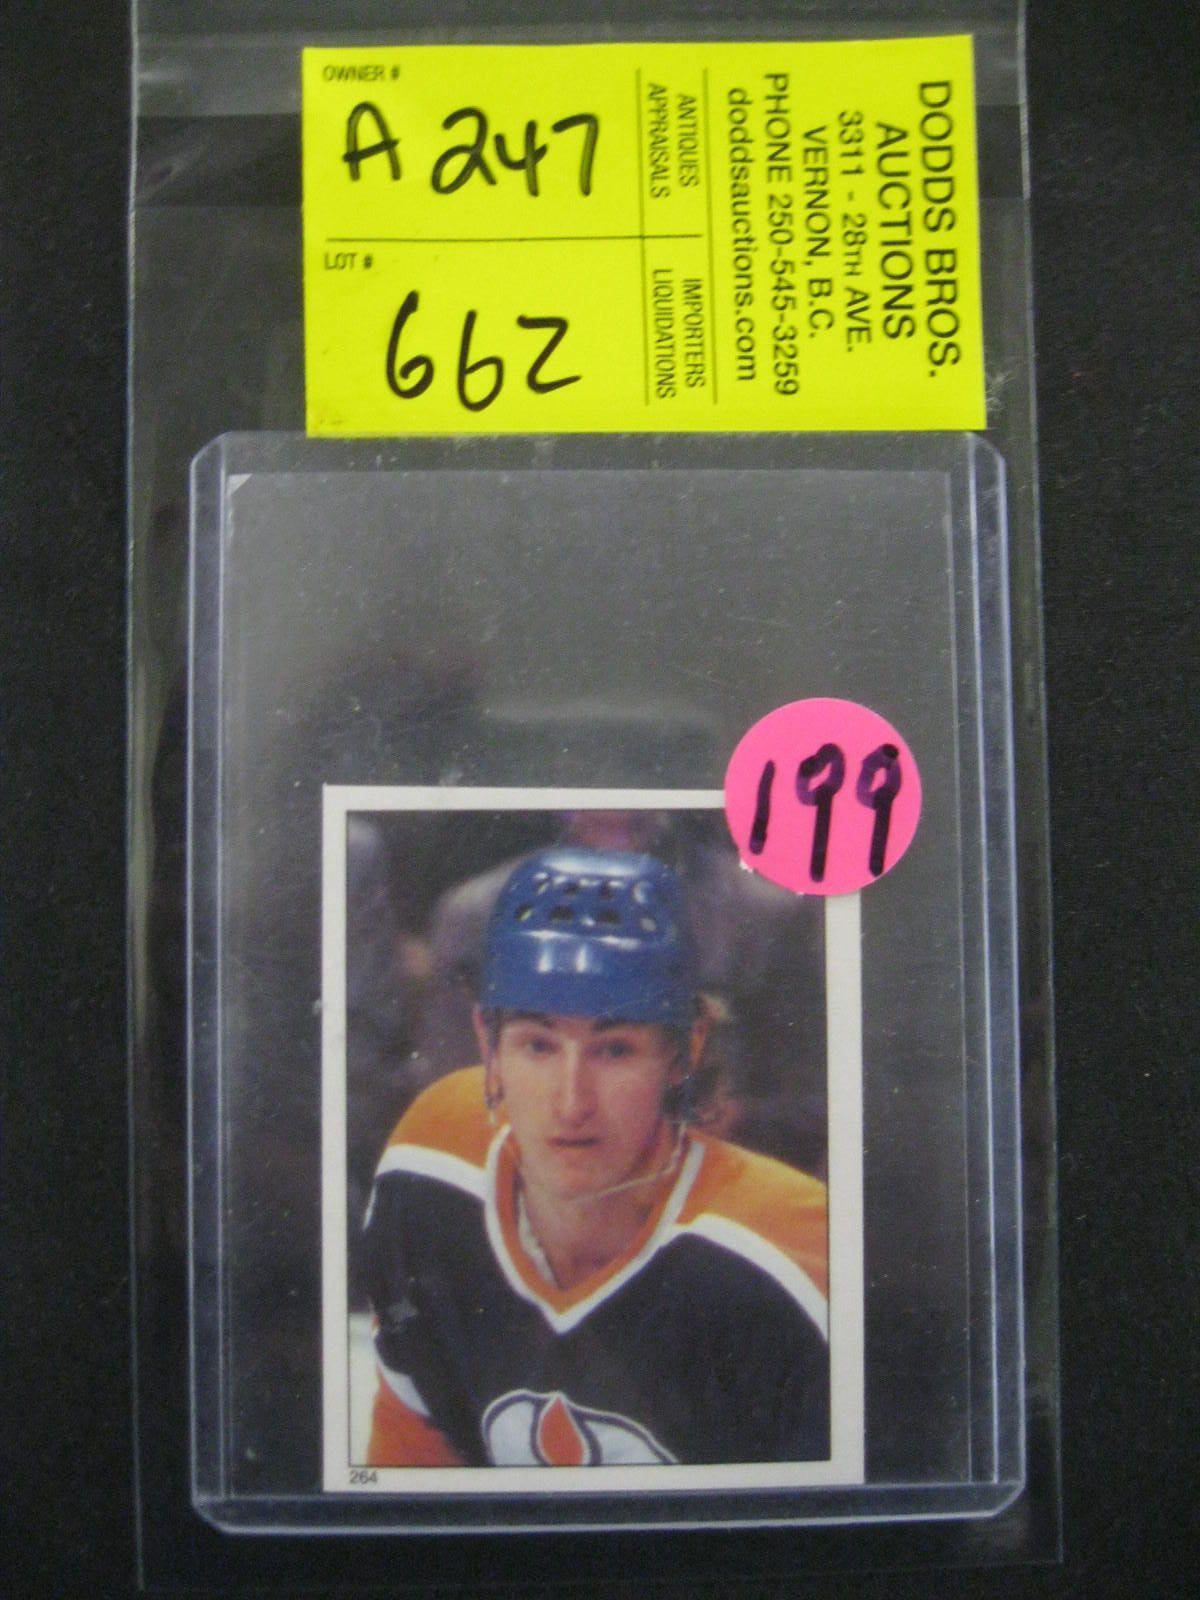 OWNER #
A 247
LOT #
662
ANTIQUES
APPRAISALS
IMPORTERS
LIQUIDATIONS
DODDS BROS.
AUCTIONS
3311 - 28TH AVE.
VERNON, B.C.
PHONE 250-545-3259
doddsauctions.com
199
264